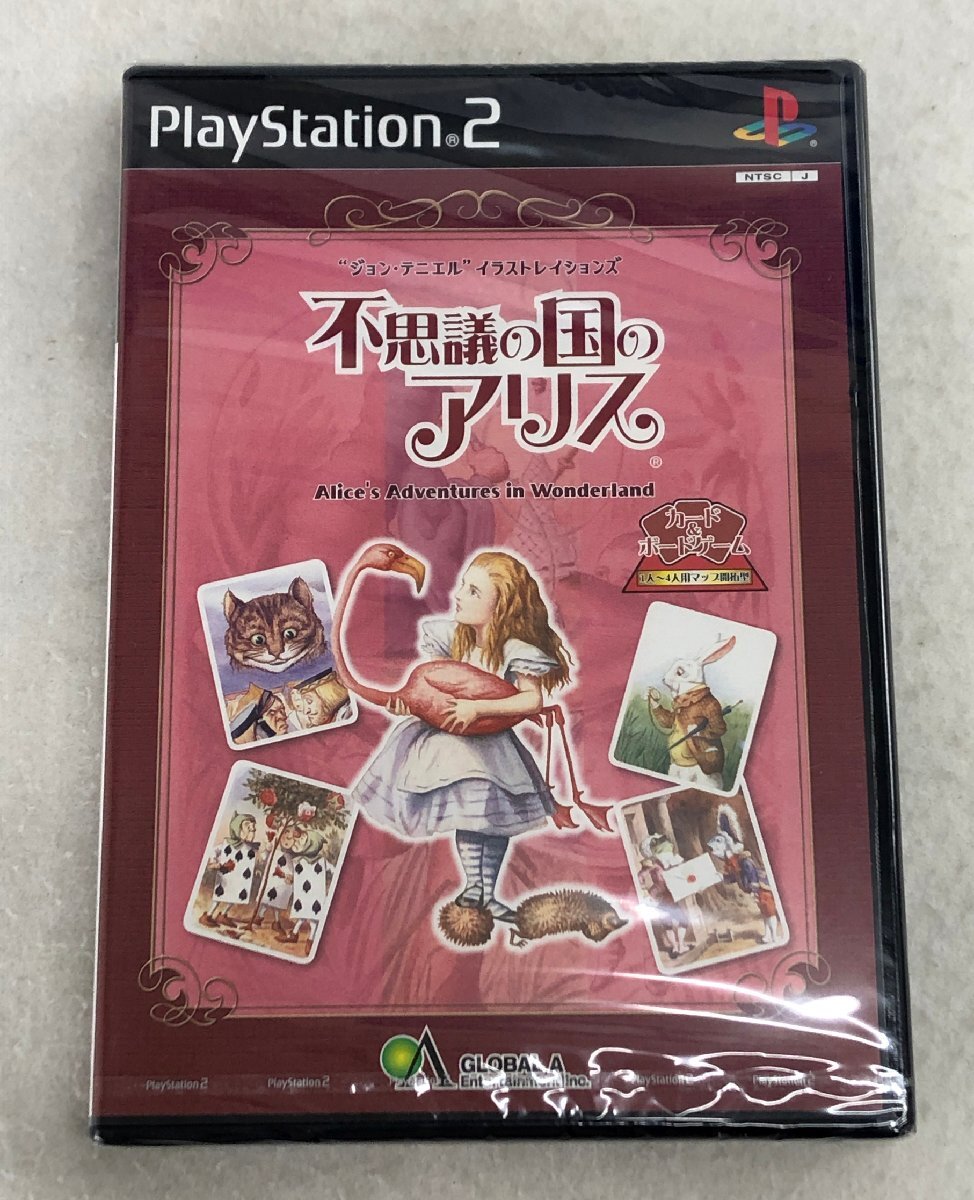 PlayStation®2
NTSC J
“ジョン・テニエル” イラストレイションズ
不思議の国の
アリス
®
Alice's Adventures in Wonderland
カード
&
ボードゲーム
1人～4人用マップ開拓型
GLOBAL A
Entertainment Inc.
PlayStation 2 PlayStation 2 PlayStation 2 PlayStation 2